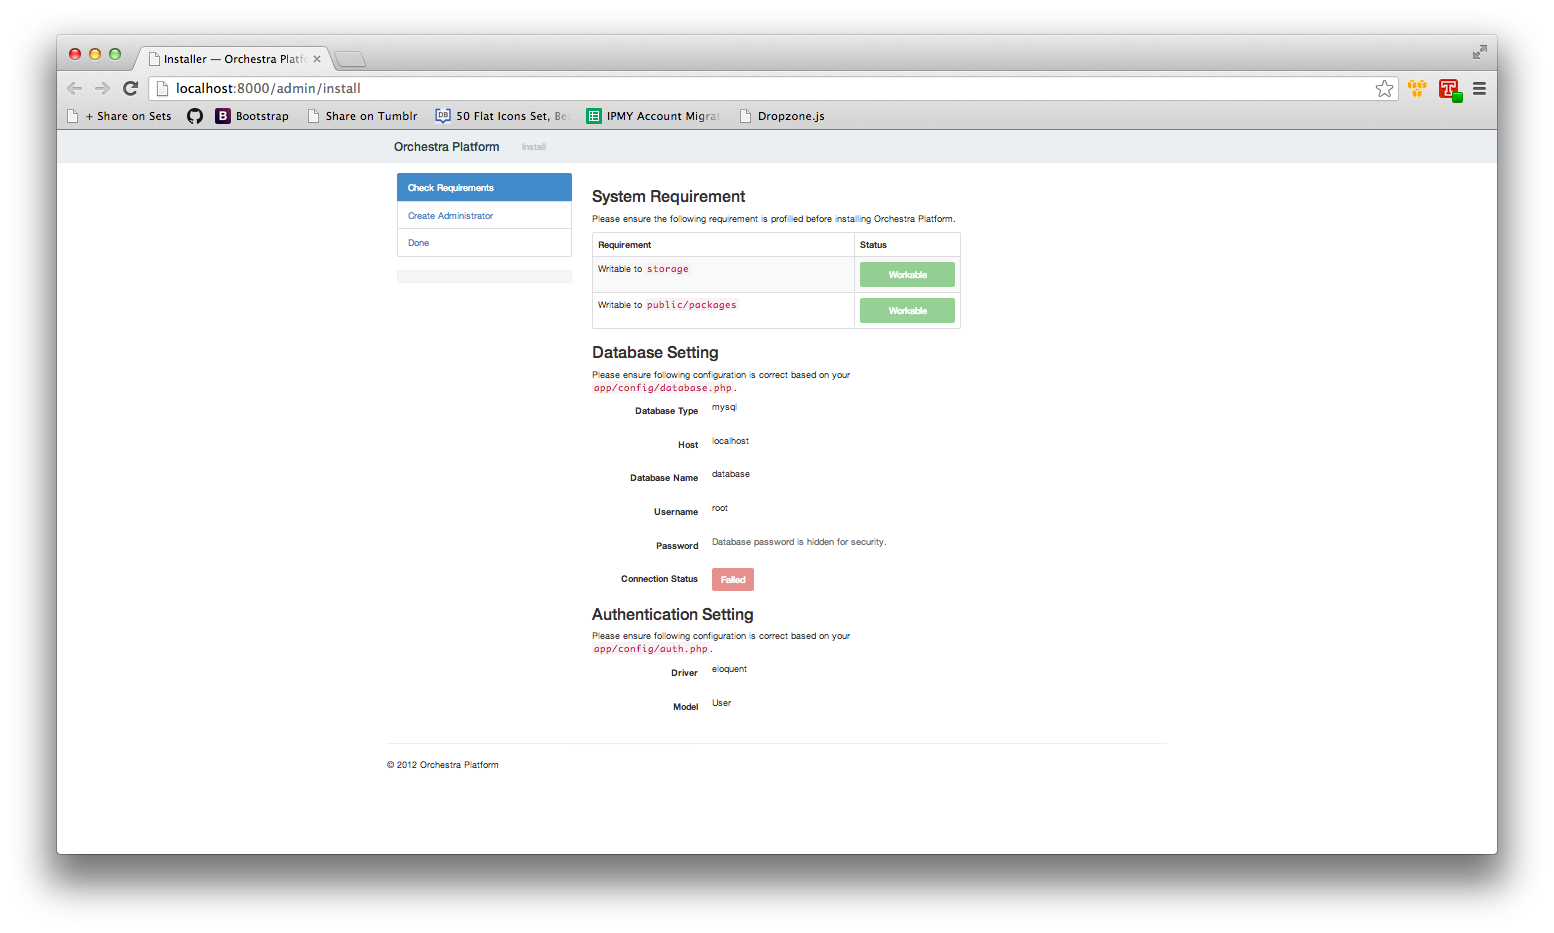 Installer — Orchestra Platf
localhost:8000/admin/install
+ Share on Sets
B Bootstrap
Share on Tumblr
DB 50 Flat Icons Set, Be
IPMY Account Migrat
Dropzone.js
Orchestra Platform Install
Check Requirements
Create Administrator
Done
System Requirement
Please ensure the following requirement is profilled before installing Orchestra Platform.
Requirement Status
Writable to storage Workable
Writable to public/packages Workable
Database Setting
Please ensure following configuration is correct based on your
app/config/database.php.
Database Type mysql
Host localhost
Database Name database
Username root
Password Database password is hidden for security.
Connection Status Failed
Authentication Setting
Please ensure following configuration is correct based on your
app/config/auth.php.
Driver eloquent
Model User
© 2012 Orchestra Platform